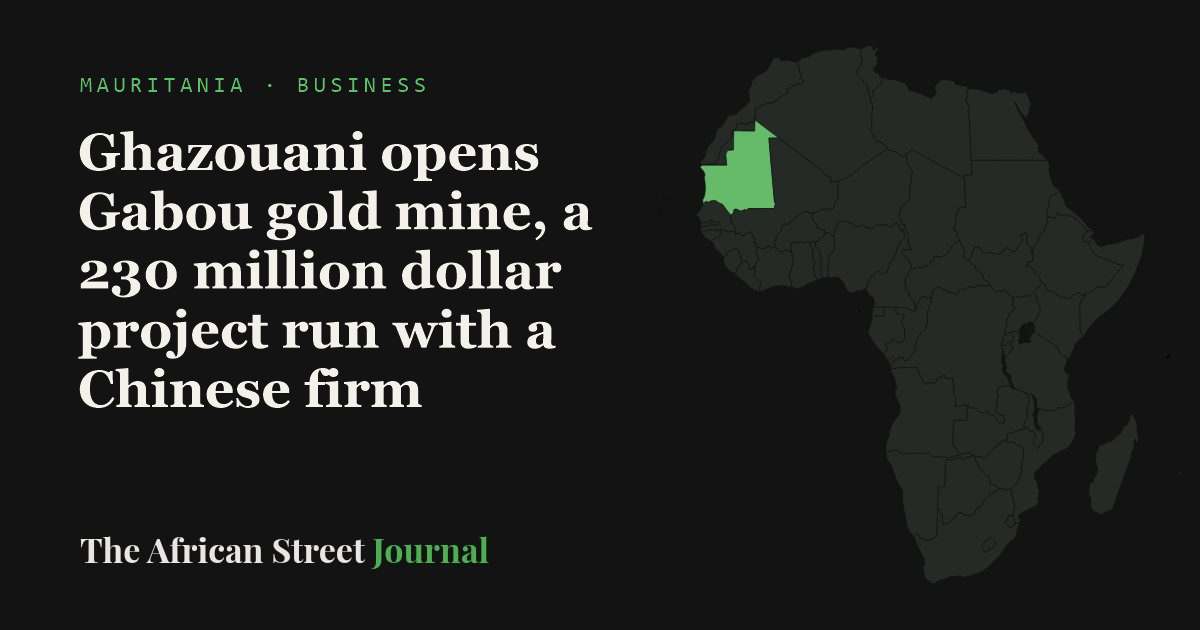 MAURITANIA · BUSINESS
Ghazouani opens
Gabou gold mine, a
230 million dollar
project run with a
Chinese firm
The African Street Journal